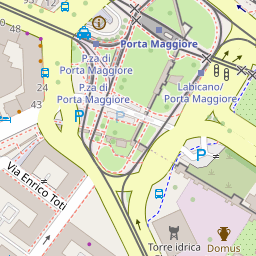 0-48
Porta Maggiore
P.za di
Porta Maggiore
P.za di
Porta Maggiore
Labicano/
Porta Maggiore
24
43
P
P
P
Via Enrico Toti
Torre idrica
Domus